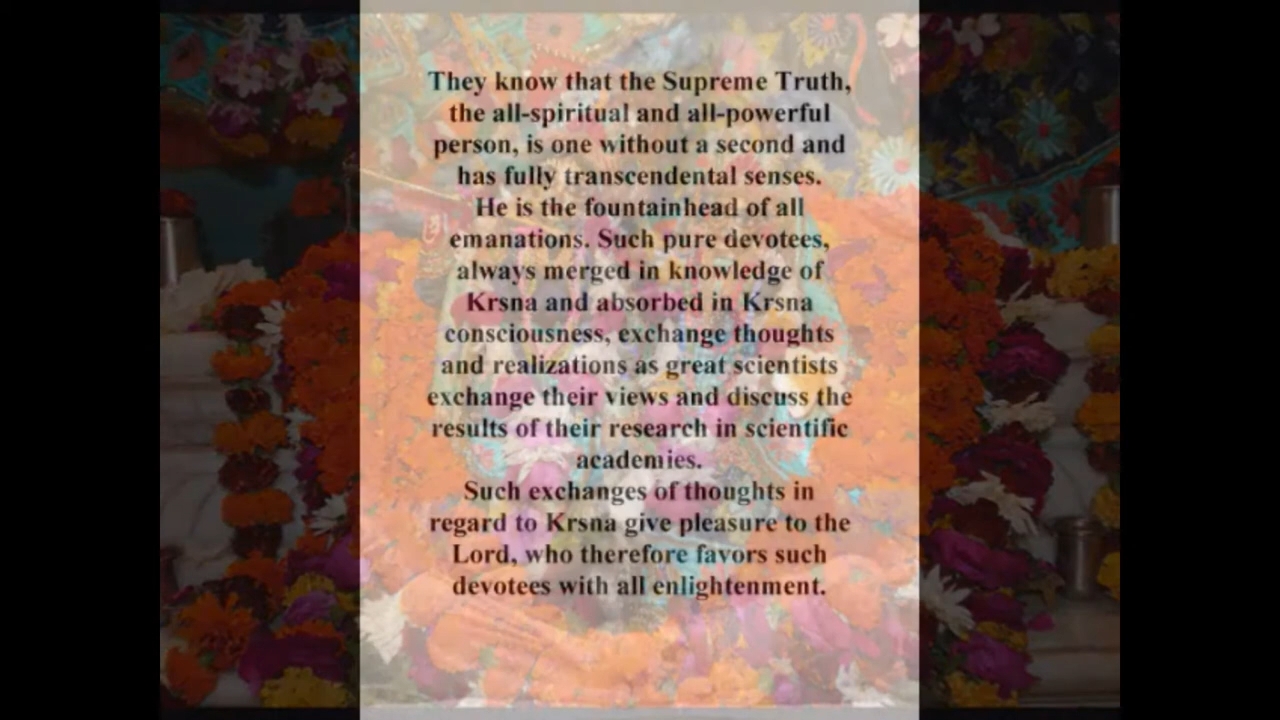 They know that the Supreme Truth,
the all-spiritual and all-powerful
person, is one without a second and
has fully transcendental senses.
He is the fountainhead of all
emanations. Such pure devotees,
always merged in knowledge of
Krsna and absorbed in Krsna
consciousness, exchange thoughts
and realizations as great scientists
exchange their views and discuss the
results of their research in scientific
academies.
Such exchanges of thoughts in
regard to Krsna give pleasure to the
Lord, who therefore favors such
devotees with all enlightenment.